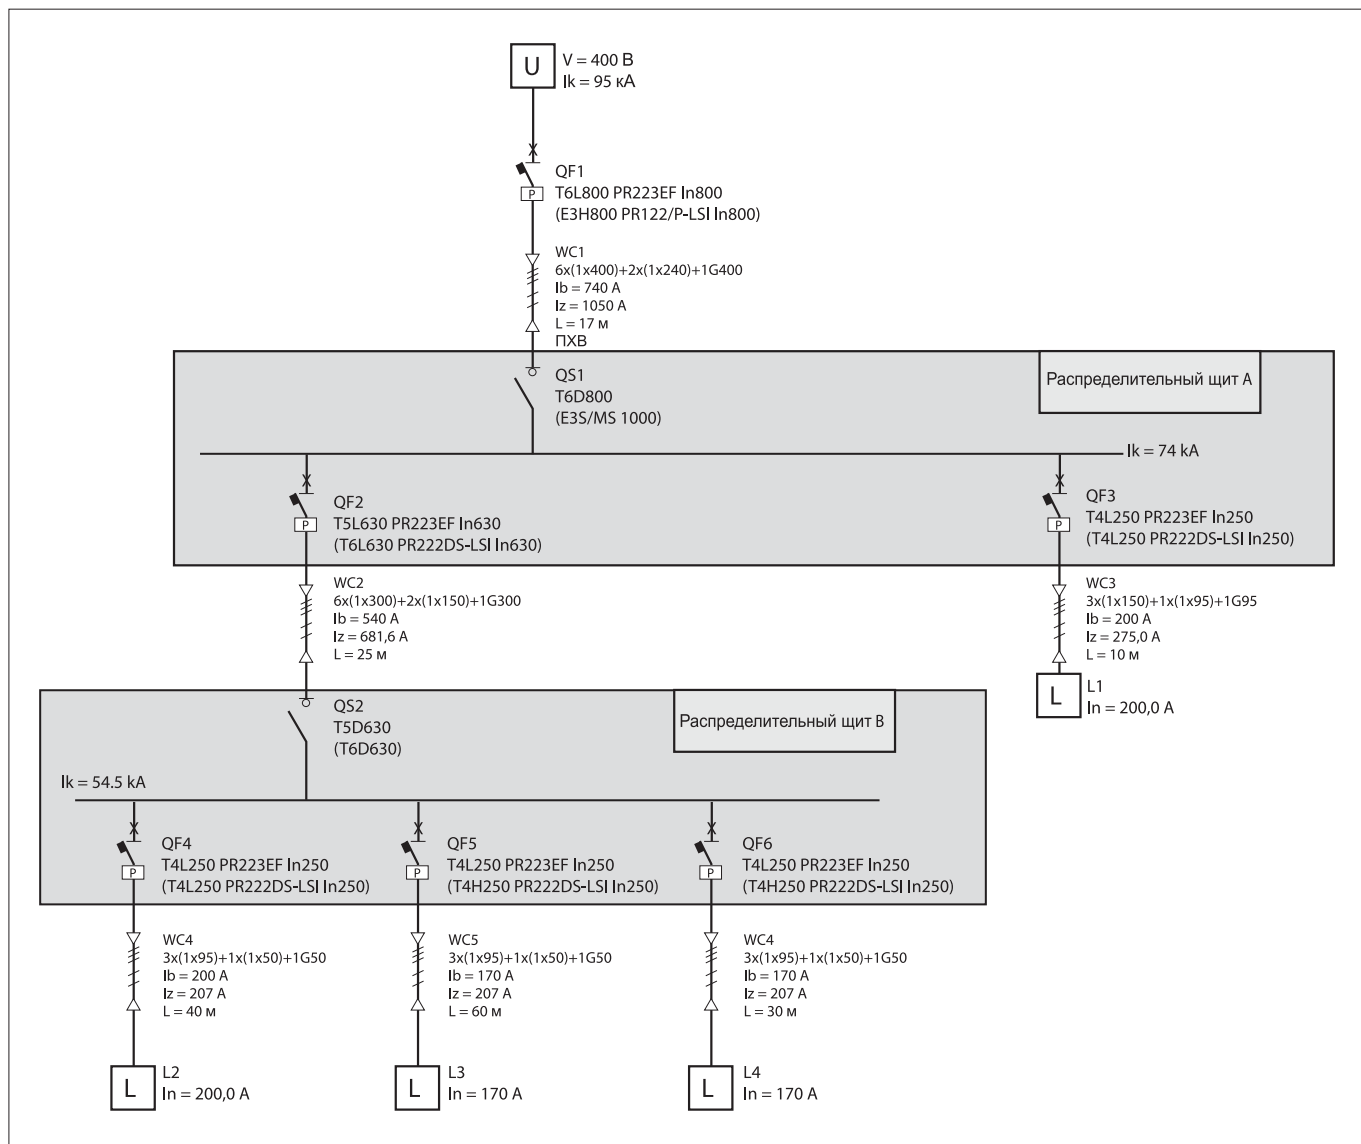 U
V = 400 В
Ik = 95 кА
QF1
T6L800 PR223EF In800
(E3H800 PR122/P-LSI In800)
P
WC1
6x(1x400)+2x(1x240)+1G400
Ib = 740 A
Iz = 1050 A
L = 17 м
ПХВ
QS1
T6D800
(E3S/MS 1000)
Распределительный щит A
Ik = 74 kA
QF2
T5L630 PR223EF In630
(T6L630 PR222DS-LSI In630)
P
QF3
T4L250 PR223EF In250
(T4L250 PR222DS-LSI In250)
P
WC2
6x(1x300)+2x(1x150)+1G300
Ib = 540 A
Iz = 681,6 A
L = 25 м
WC3
3x(1x150)+1x(1x95)+1G95
Ib = 200 A
Iz = 275,0 A
L = 10 м
L
L1
In = 200,0 A
QS2
T5D630
(T6D630)
Распределительный щит B
Ik = 54.5 kA
QF4
T4L250 PR223EF In250
(T4L250 PR222DS-LSI In250)
P
QF5
T4L250 PR223EF In250
(T4H250 PR222DS-LSI In250)
P
QF6
T4L250 PR223EF In250
(T4H250 PR222DS-LSI In250)
P
WC4
3x(1x95)+1x(1x50)+1G50
Ib = 200 A
Iz = 207 A
L = 40 м
WC5
3x(1x95)+1x(1x50)+1G50
Ib = 170 A
Iz = 207 A
L = 60 м
WC4
3x(1x95)+1x(1x50)+1G50
Ib = 170 A
Iz = 207 A
L = 30 м
L
L2
In = 200,0 A
L
L3
In = 170 A
L
L4
In = 170 A